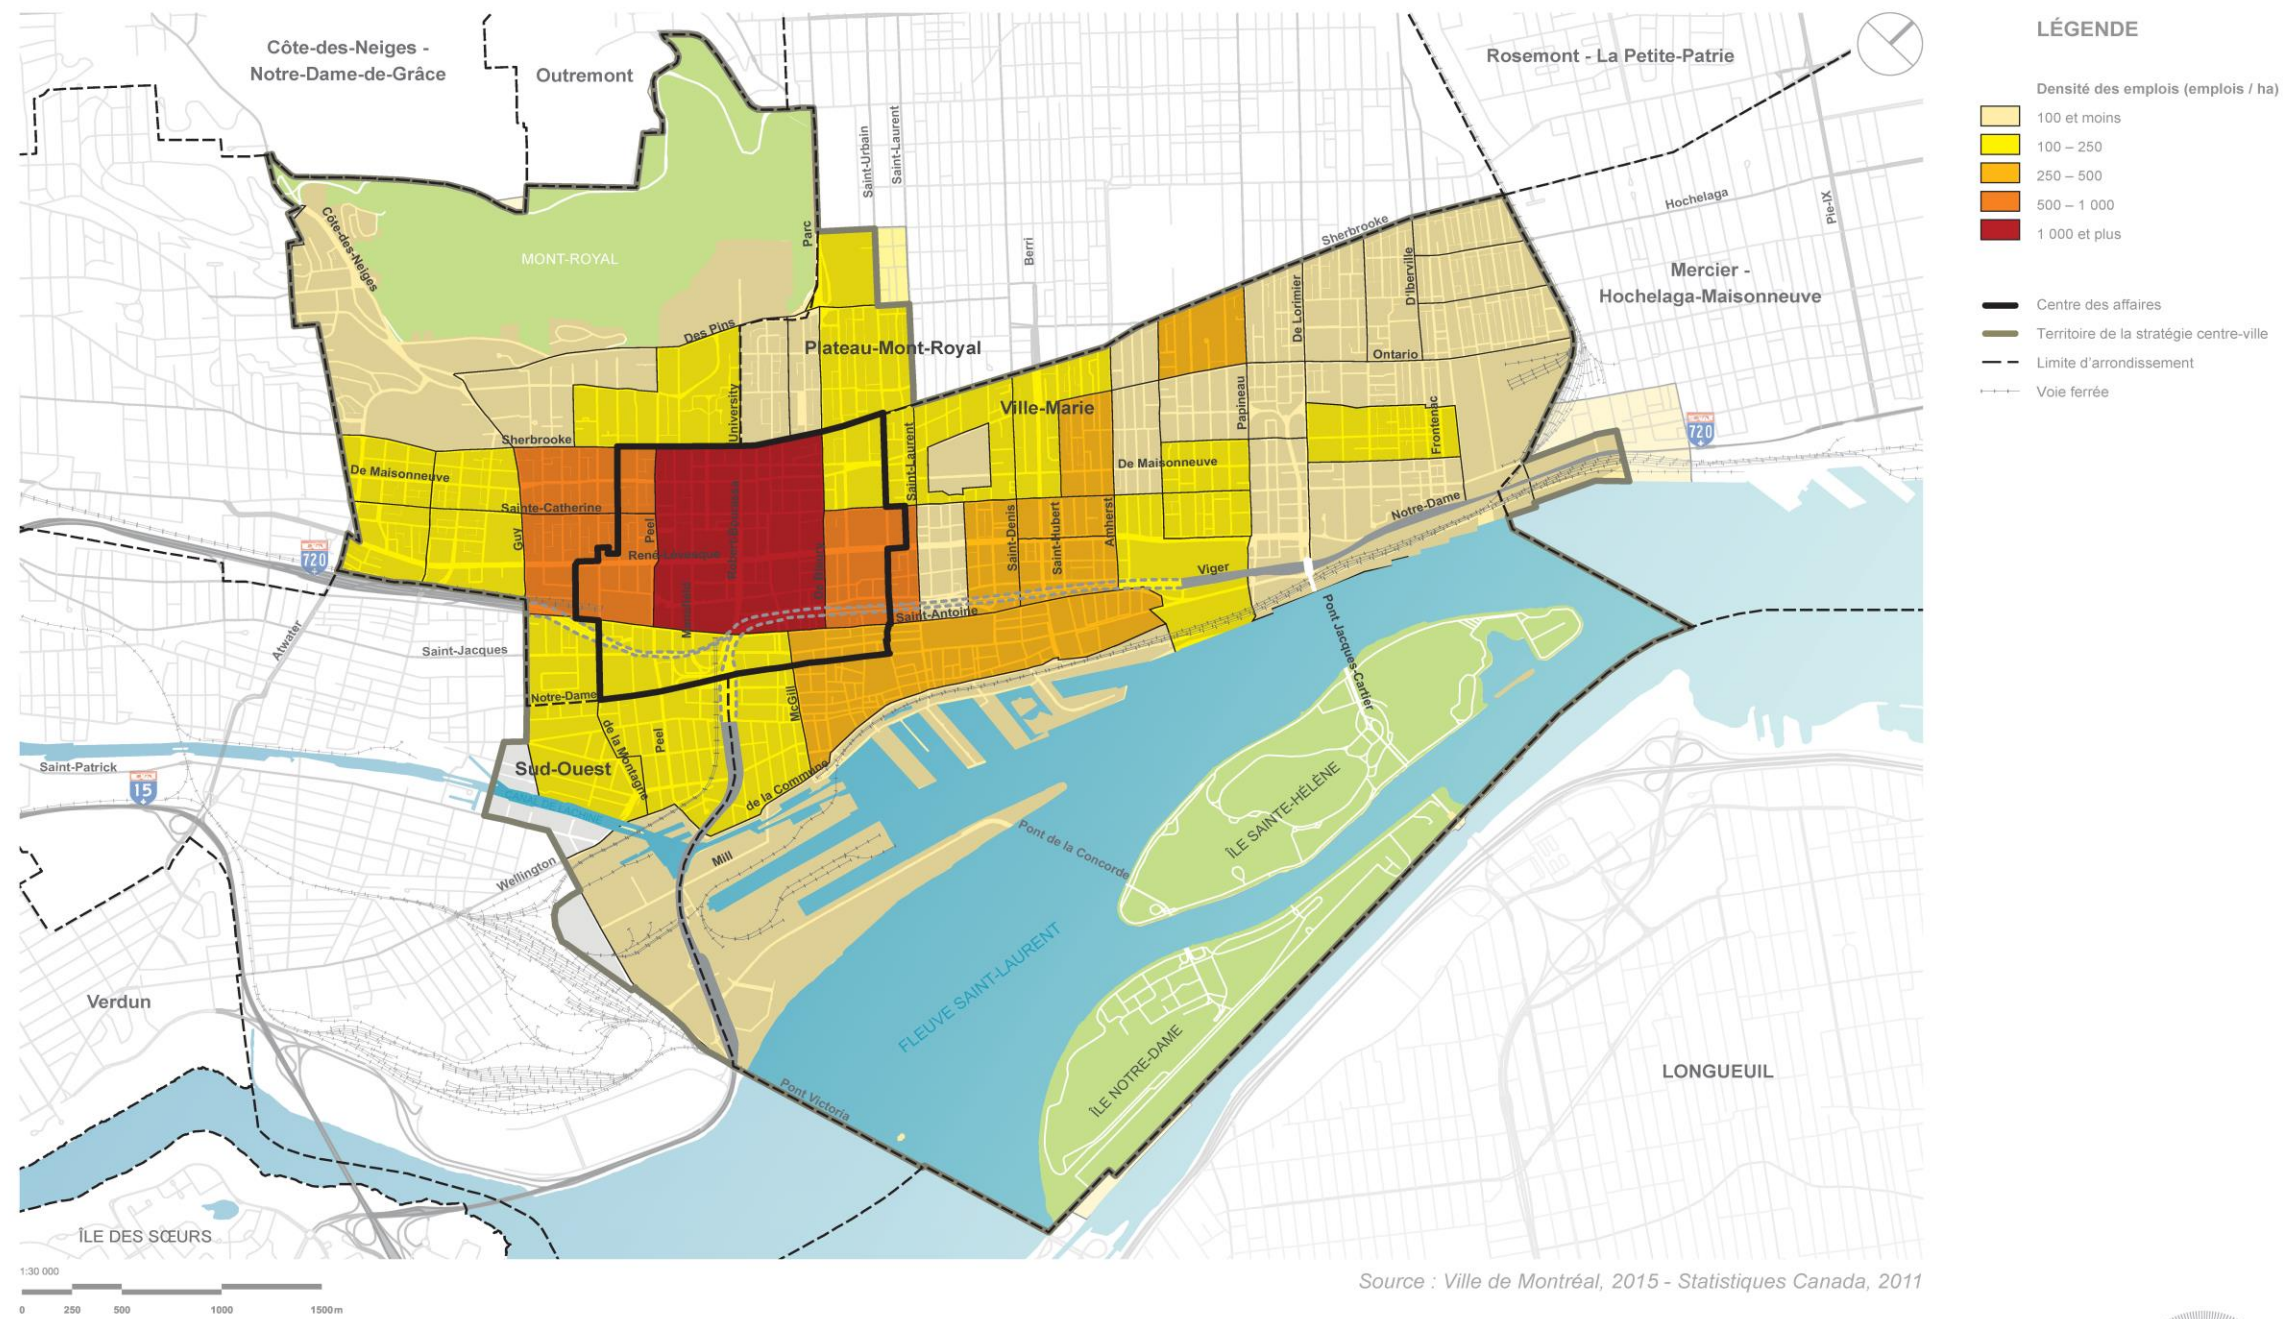 Côte-des-Neiges -
Notre-Dame-de-Grâce
Outremont
Rosemont - La Petite-Patrie
Saint-Urbain
Saint-Laurent
Parc
Berri
Hochelaga
Pie-IX
Mercier -
Hochelaga-Maisonneuve
Côte-des-Neiges
MONT-ROYAL
Sherbrooke
D'Iberville
De Lorimier
Des Pins
Plateau-Mont-Royal
Ontario
University
Ville-Marie
Papineau
Frontenac
720
Sherbrooke
Saint-Laurent
De Maisonneuve
De Maisonneuve
Sainte-Catherine
Notre-Dame
Guy
Peel
Robert-Bourassa
René-Lévesque
De Bleury
Saint-Denis
Saint-Hubert
Amherst
720
Viger
Mansfield
Saint-Antoine
Atwater
Saint-Jacques
Notre-Dame
McGill
Pont Jacques-Cartier
de la Montagne
Peel
Saint-Patrick
15
Sud-Ouest
de la Commune
CANAL DE LACHINE
ÎLE SAINTE-HÉLÈNE
Pont de la Concorde
Mill
Wellington
FLEUVE SAINT-LAURENT
Verdun
ÎLE NOTRE-DAME
LONGUEUIL
Pont Victoria
ÎLE DES SŒURS
1:30 000
0 250 500 1000 1500m
Source : Ville de Montréal, 2015 - Statistiques Canada, 2011
LÉGENDE
Densité des emplois (emplois / ha)
100 et moins
100 – 250
250 – 500
500 – 1 000
1 000 et plus
Centre des affaires
Territoire de la stratégie centre-ville
Limite d'arrondissement
Voie ferrée